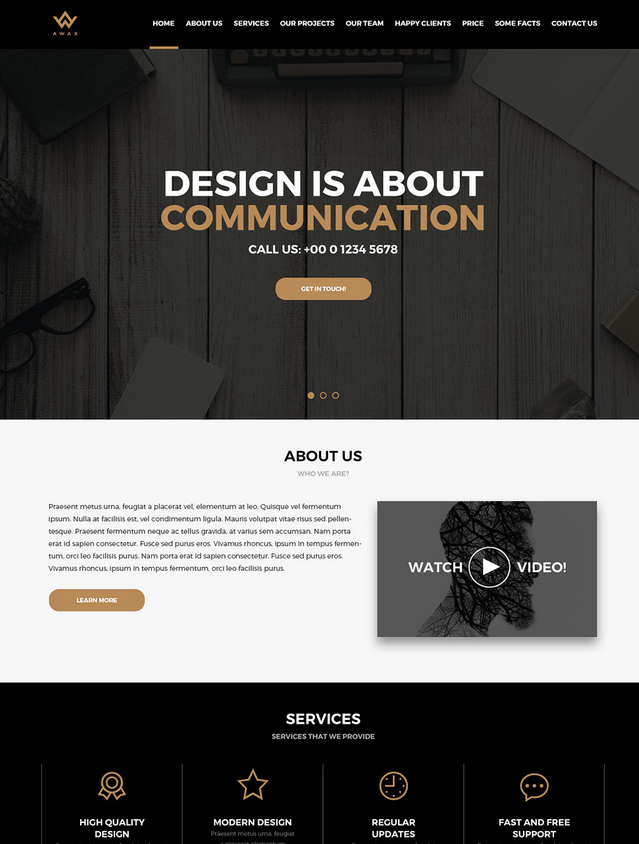 AWAX
HOME ABOUT US SERVICES OUR PROJECTS OUR TEAM HAPPY CLIENTS PRICE SOME FACTS CONTACT US
DESIGN IS ABOUT
COMMUNICATION
CALL US: +00 0 1234 5678
GET IN TOUCH!
ABOUT US
WHO WE ARE?
Praesent metus urna, feugiat a placerat vel, elementum at leo. Quisque vel fermentum
ipsum. Nulla at facilisis est, vel condimentum ligula. Mauris volutpat vitae risus sed pellen-
tesque. Praesent fermentum neque ac tellus gravida, at varius sem accumsan. Nam porta
erat id sapien consectetur. Fusce sed purus eros. Vivamus rhoncus, ipsum in tempus fermen-
tum, orci leo facilisis purus. Nam porta erat id sapien consectetur. Fusce sed purus eros.
Vivamus rhoncus, ipsum in tempus fermentum, orci leo facilisis purus.
LEARN MORE
WATCH VIDEO!
SERVICES
SERVICES THAT WE PROVIDE
HIGH QUALITY
DESIGN
MODERN DESIGN
Praesent metus urna, feugiat
REGULAR
UPDATES
FAST AND FREE
SUPPORT